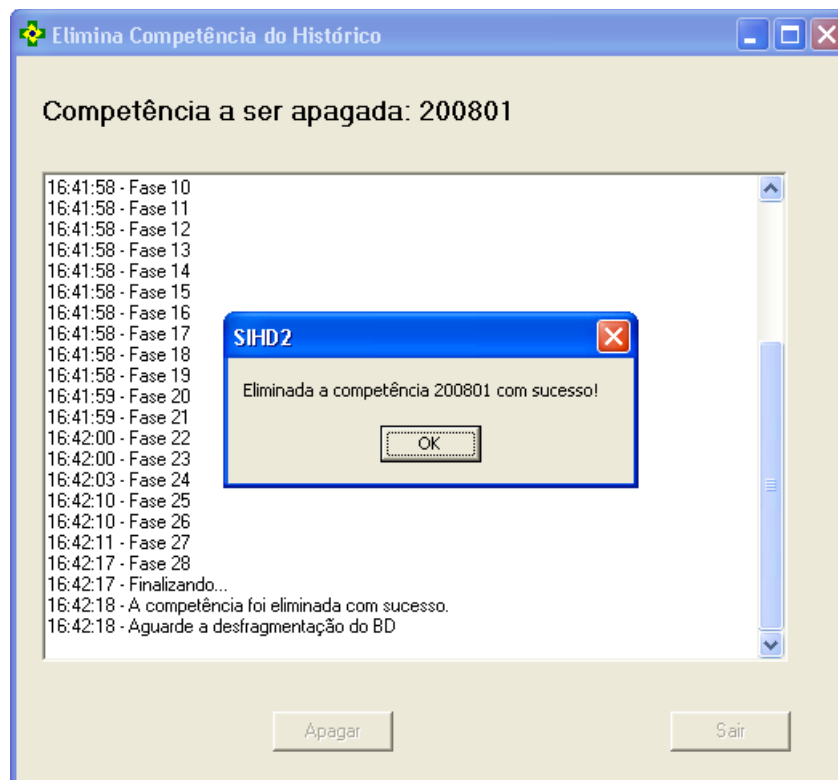 Elimina Competência do Histórico
Competência a ser apagada: 200801
16:41:58 - Fase 10
16:41:58 - Fase 11
16:41:58 - Fase 12
16:41:58 - Fase 13
16:41:58 - Fase 14
16:41:58 - Fase 15
16:41:58 - Fase 16
16:41:58 - Fase 17
16:41:58 - Fase 18
16:41:58 - Fase 19
16:41:59 - Fase 20
16:41:59 - Fase 21
16:42:00 - Fase 22
16:42:00 - Fase 23
16:42:03 - Fase 24
16:42:10 - Fase 25
16:42:10 - Fase 26
16:42:11 - Fase 27
16:42:17 - Fase 28
16:42:17 - Finalizando...
16:42:18 - A competência foi eliminada com sucesso.
16:42:18 - Aguarde a desfragmentação do BD
SIHD2
Eliminada a competência 200801 com sucesso!
OK
Apagar
Sair